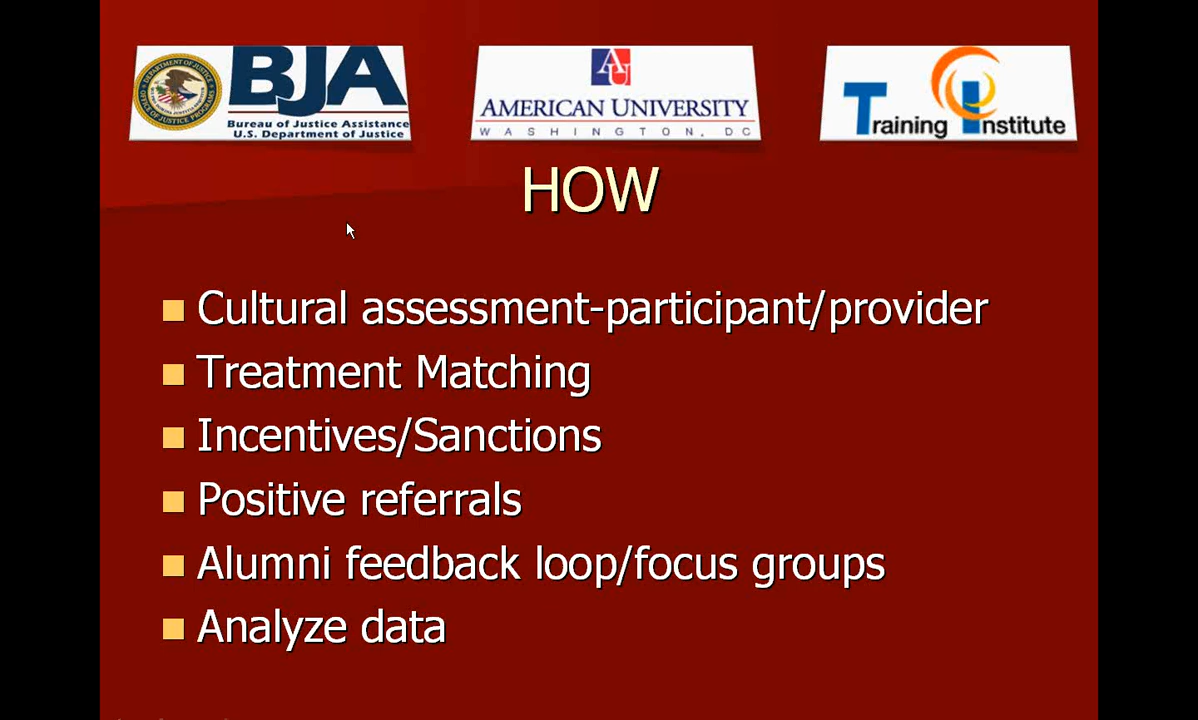 BJA
Bureau of Justice Assistance
U.S. Department of Justice
AU
AMERICAN UNIVERSITY
WASHINGTON, DC
Training Institute
HOW
Cultural assessment-participant/provider
Treatment Matching
Incentives/Sanctions
Positive referrals
Alumni feedback loop/focus groups
Analyze data